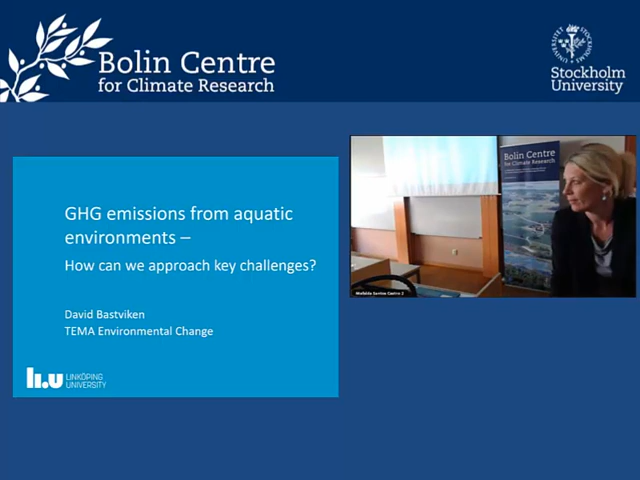 Bolin Centre
for Climate Research
Stockholm
University
GHG emissions from aquatic
environments –
How can we approach key challenges?
David Bastviken
TEMA Environmental Change
LiU LINKÖPING
UNIVERSITY
Bolin Centre
for Climate Research